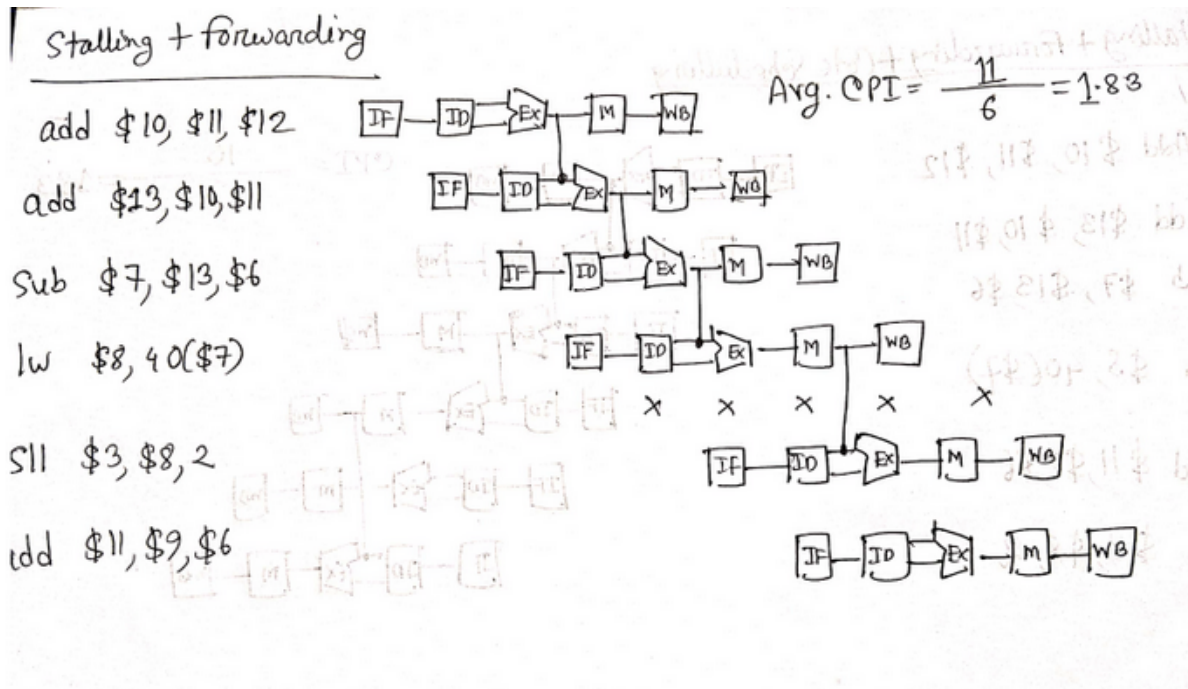 Stalling + forwarding
Avg. CPI = 11/6 = 1.83
add $10, $11, $12 IF ID EX M WB
add $13, $10, $11 IF ID EX M WB
Sub $7, $13, $6 IF ID EX M WB
lw $8, 40($7) IF ID EX M WB
x x x x x
Sll $3, $8, 2 IF ID EX M WB
add $11, $9, $6 IF ID EX M WB